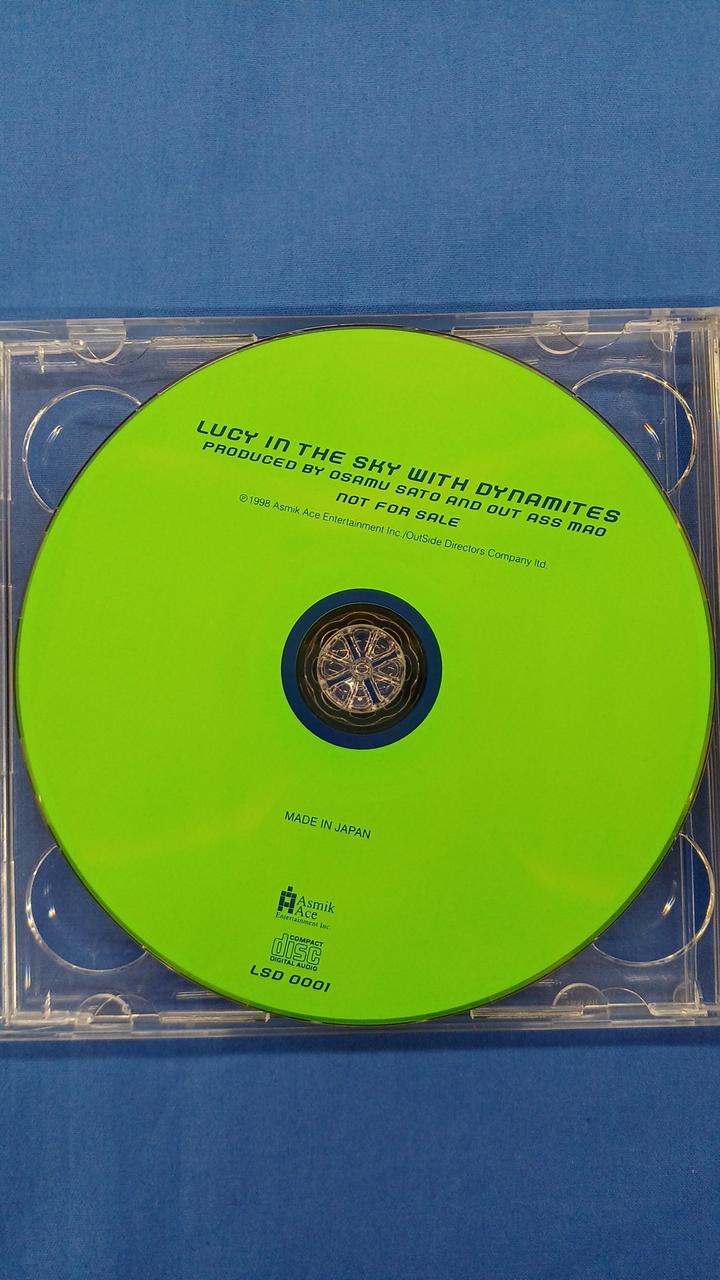 LUCY IN THE SKY WITH DYNAMITES
PRODUCED BY OSAMU SATO AND OUT ASS MAO
NOT FOR SALE
℗1998 Asmik Ace Entertainment Inc./OutSide Directors Company ltd.
MADE IN JAPAN
Asmik
Ace
Entertainment Inc.
COMPACT
disc
DIGITAL AUDIO
LSD 0001